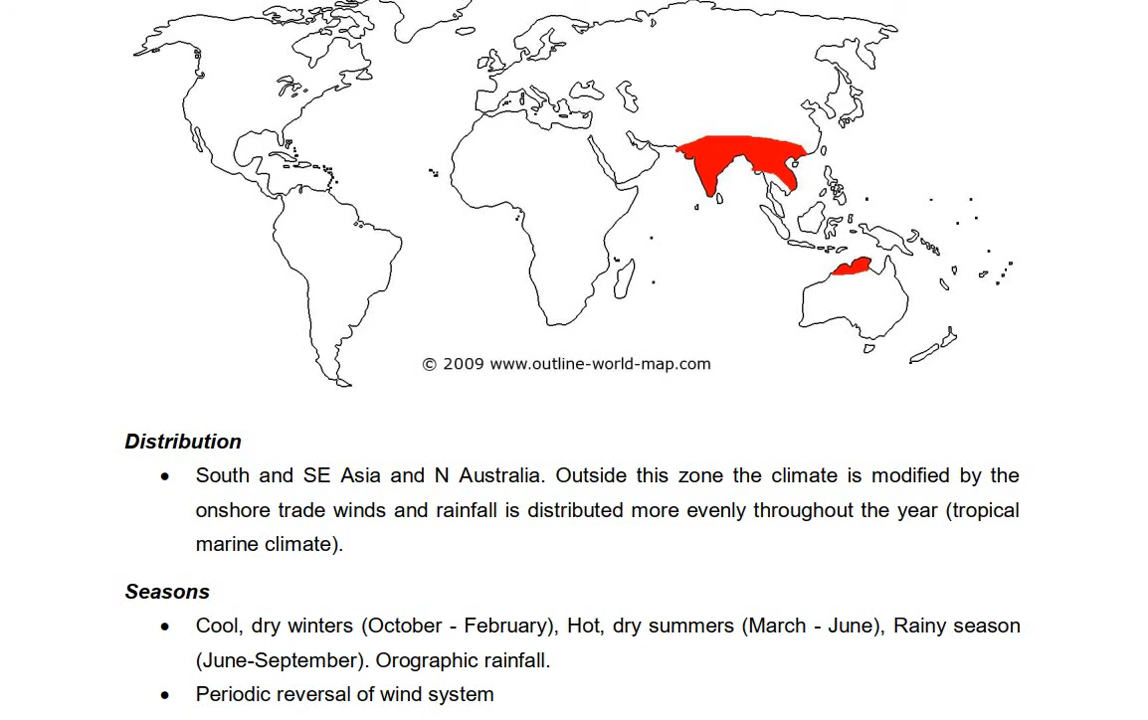 © 2009 www.outline-world-map.com
Distribution
• South and SE Asia and N Australia. Outside this zone the climate is modified by the
onshore trade winds and rainfall is distributed more evenly throughout the year (tropical
marine climate).
Seasons
• Cool, dry winters (October - February), Hot, dry summers (March - June), Rainy season
(June-September). Orographic rainfall.
• Periodic reversal of wind system